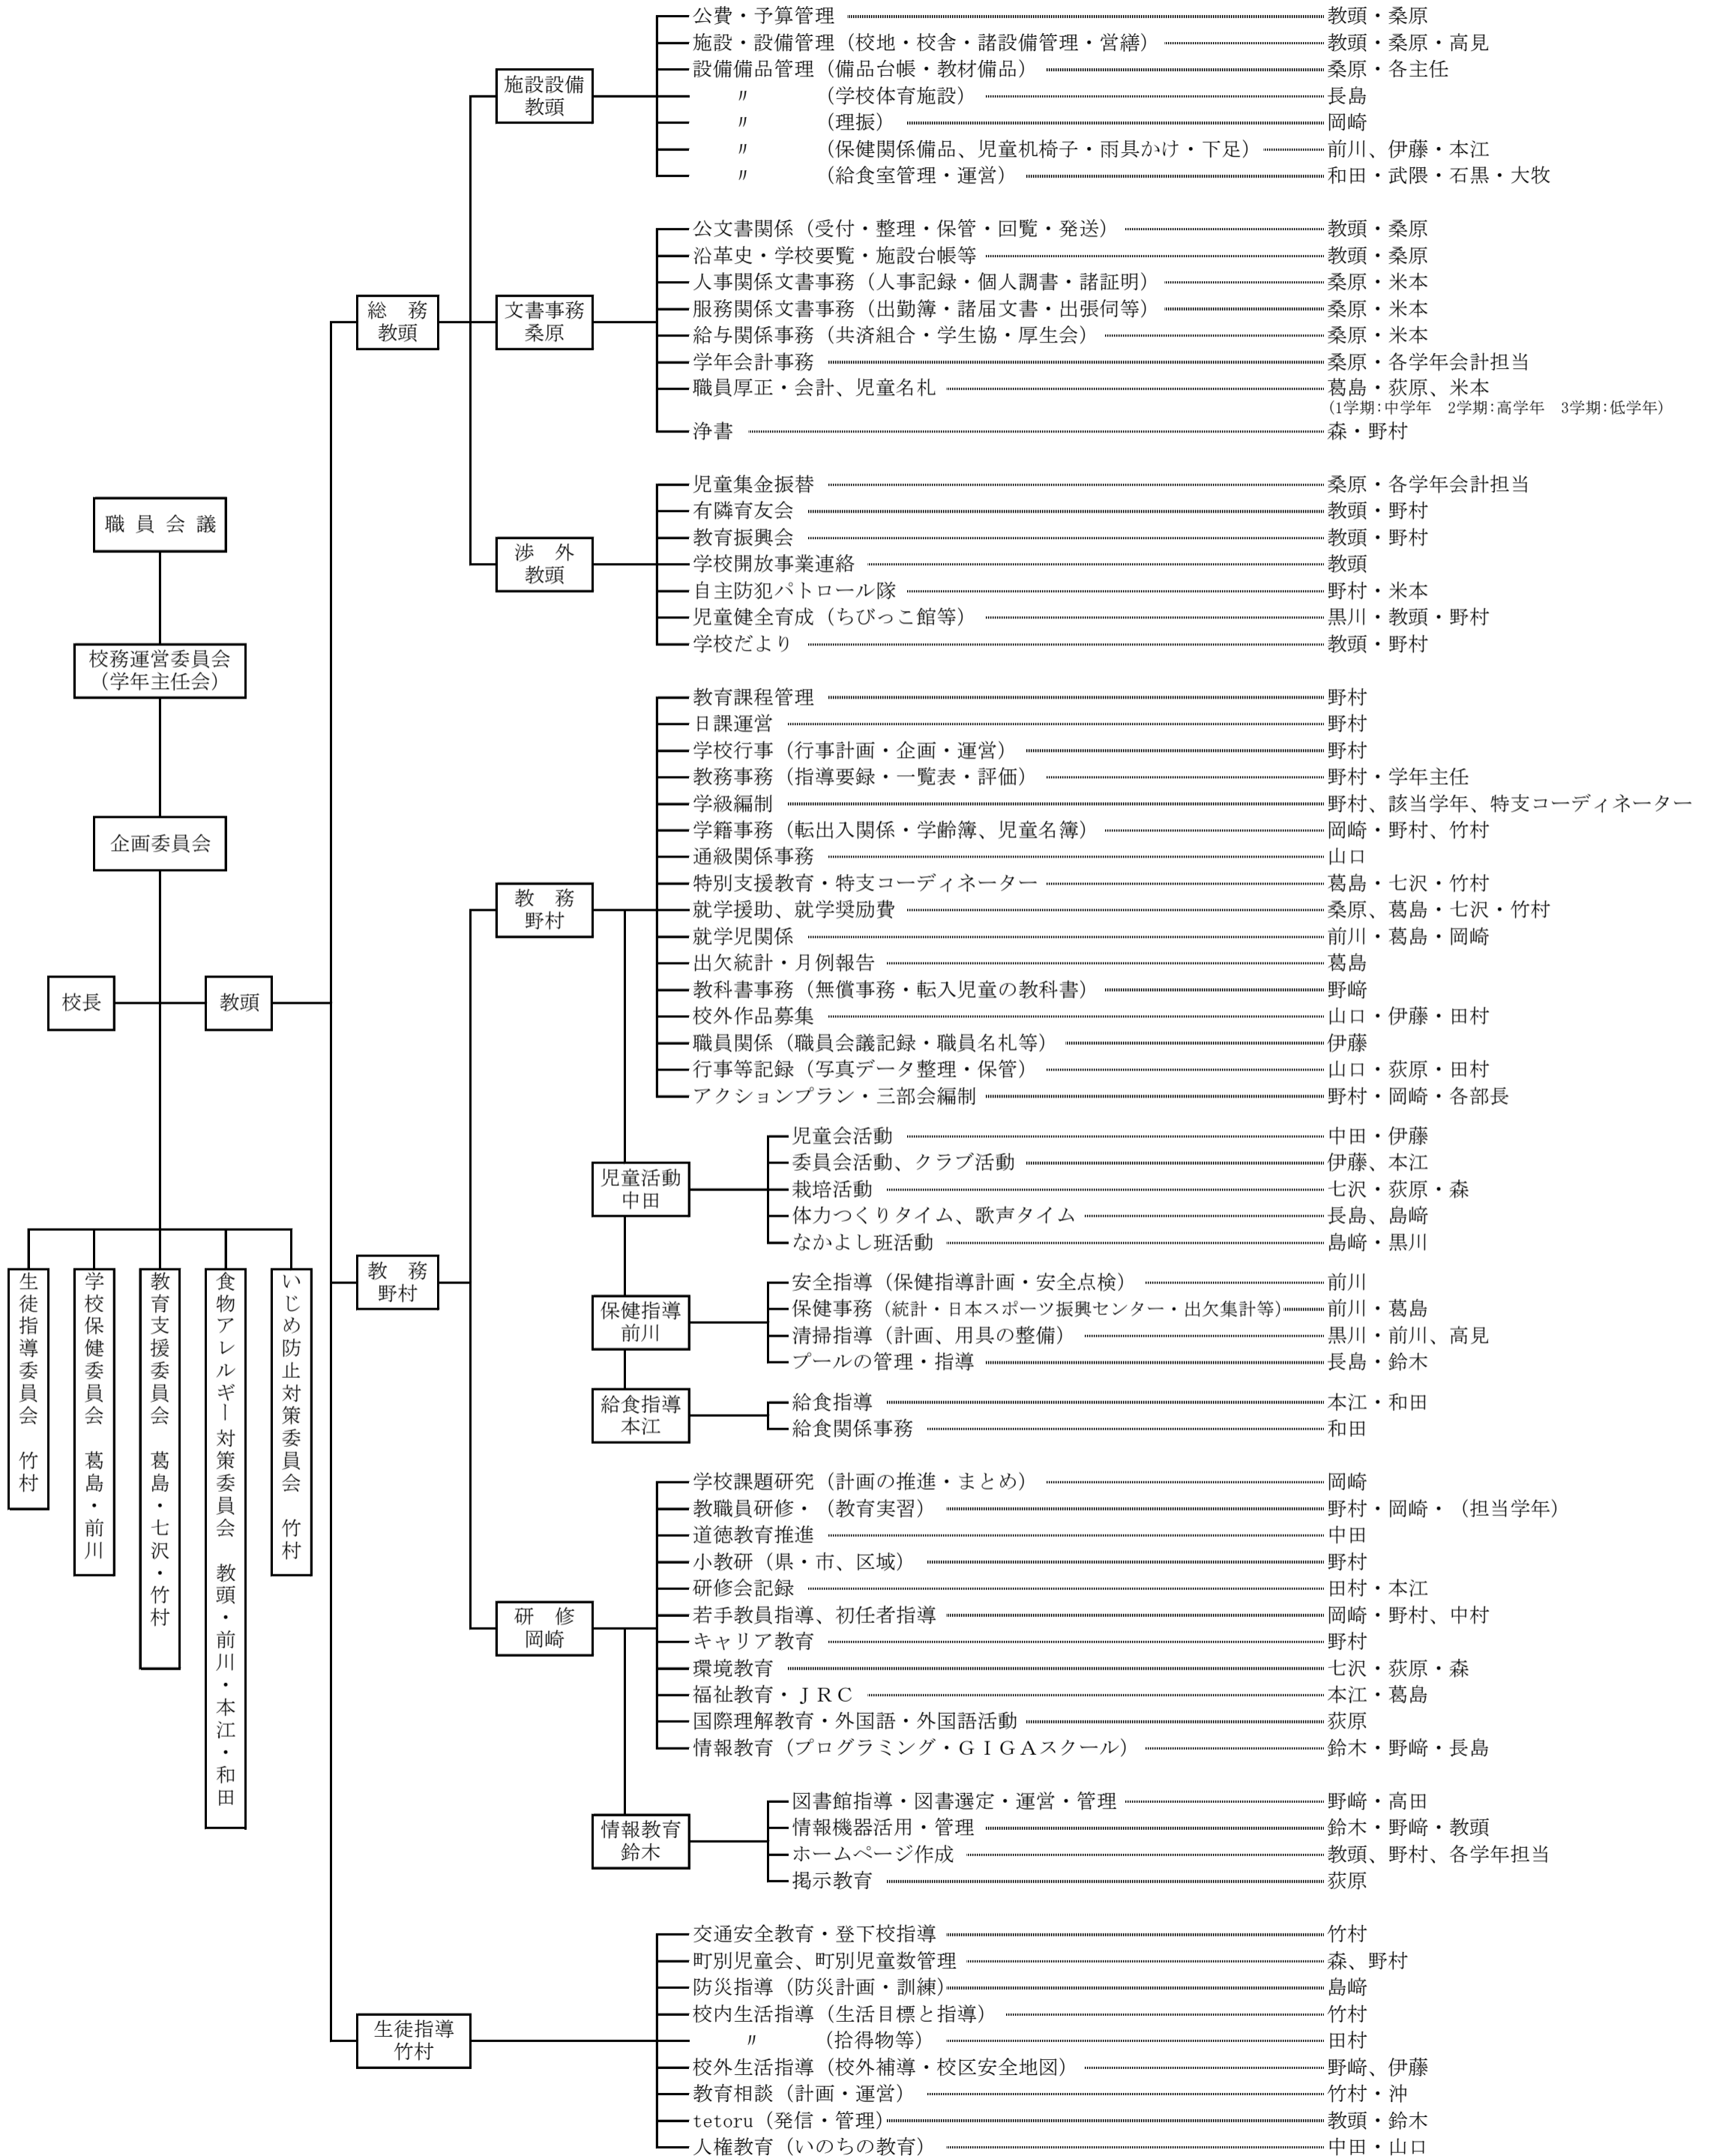 職 員 会 議
校務運営委員会
（学年主任会）
企画委員会
校長
教頭
生徒指導委員会　竹村
学校保健委員会　葛島・前川
教育支援委員会　葛島・七沢・竹村
食物アレルギー対策委員会　教頭・前川・本江・和田
いじめ防止対策委員会　竹村
総　務
教頭
施設設備
教頭
公費・予算管理 教頭・桑原
施設・設備管理（校地・校舎・諸設備管理・営繕） 教頭・桑原・高見
設備備品管理（備品台帳・教材備品） 桑原・各主任
〃　（学校体育施設） 長島
〃　（理振） 岡崎
〃　（保健関係備品、児童机椅子・雨具かけ・下足） 前川、伊藤・本江
〃　（給食室管理・運営） 和田・武隈・石黒・大牧
文書事務
桑原
公文書関係（受付・整理・保管・回覧・発送） 教頭・桑原
沿革史・学校要覧・施設台帳等 教頭・桑原
人事関係文書事務（人事記録・個人調書・諸証明） 桑原・米本
服務関係文書事務（出勤簿・諸届文書・出張伺等） 桑原・米本
給与関係事務（共済組合・学生協・厚生会） 桑原・米本
学年会計事務 桑原・各学年会計担当
職員厚正・会計、児童名札 葛島・荻原、米本
（1学期：中学年　2学期：高学年　3学期：低学年）
浄書 森・野村
渉　外
教頭
児童集金振替 桑原・各学年会計担当
有隣育友会 教頭・野村
教育振興会 教頭・野村
学校開放事業連絡 教頭
自主防犯パトロール隊 野村・米本
児童健全育成（ちびっこ館等） 黒川・教頭・野村
学校だより 教頭・野村
教　務
野村
教　務
野村
教育課程管理 野村
日課運営 野村
学校行事（行事計画・企画・運営） 野村
教務事務（指導要録・一覧表・評価） 野村・学年主任
学級編制 野村、該当学年、特支コーディネーター
学籍事務（転出入関係・学齢簿、児童名簿） 岡崎・野村、竹村
通級関係事務 山口
特別支援教育・特支コーディネーター 葛島・七沢・竹村
就学援助、就学奨励費 桑原、葛島・七沢・竹村
就学児関係 前川・葛島・岡崎
出欠統計・月例報告 葛島
教科書事務（無償事務・転入児童の教科書） 野﨑
校外作品募集 山口・伊藤・田村
職員関係（職員会議記録・職員名札等） 伊藤
行事等記録（写真データ整理・保管） 山口・荻原・田村
アクションプラン・三部会編制 野村・岡崎・各部長
児童活動
中田
児童会活動 中田・伊藤
委員会活動、クラブ活動 伊藤、本江
栽培活動 七沢・荻原・森
体力つくりタイム、歌声タイム 長島、島﨑
なかよし班活動 島﨑・黒川
保健指導
前川
安全指導（保健指導計画・安全点検） 前川
保健事務（統計・日本スポーツ振興センター・出欠集計等） 前川・葛島
清掃指導（計画、用具の整備） 黒川・前川、高見
プールの管理・指導 長島・鈴木
給食指導
本江
給食指導 本江・和田
給食関係事務 和田
研　修
岡崎
学校課題研究（計画の推進・まとめ） 岡崎
教職員研修・（教育実習） 野村・岡崎・（担当学年）
道徳教育推進 中田
小教研（県・市、区域） 野村
研修会記録 田村・本江
若手教員指導、初任者指導 岡崎・野村、中村
キャリア教育 野村
環境教育 七沢・荻原・森
福祉教育・ＪＲＣ 本江・葛島
国際理解教育・外国語・外国語活動 荻原
情報教育（プログラミング・ＧＩＧＡスクール） 鈴木・野﨑・長島
情報教育
鈴木
図書館指導・図書選定・運営・管理 野﨑・高田
情報機器活用・管理 鈴木・野﨑・教頭
ホームページ作成 教頭、野村、各学年担当
掲示教育 荻原
生徒指導
竹村
交通安全教育・登下校指導 竹村
町別児童会、町別児童数管理 森、野村
防災指導（防災計画・訓練） 島﨑
校内生活指導（生活目標と指導） 竹村
〃　（拾得物等） 田村
校外生活指導（校外補導・校区安全地図） 野﨑、伊藤
教育相談（計画・運営） 竹村・沖
tetoru（発信・管理） 教頭・鈴木
人権教育（いのちの教育） 中田・山口